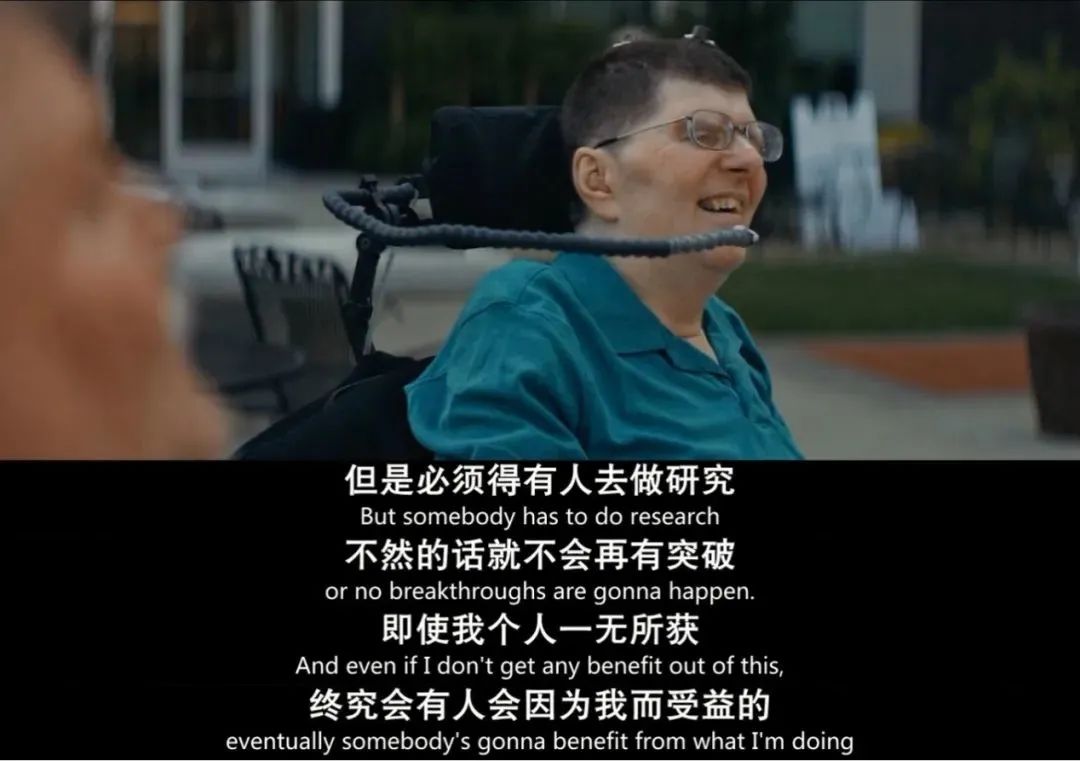 但是必须得有人去做研究
But somebody has to do research
不然的话就不会再有突破
or no breakthroughs are gonna happen.
即使我个人一无所获
And even if I don't get any benefit out of this,
终究会有人会因为我而受益的
eventually somebody's gonna benefit from what I'm doing